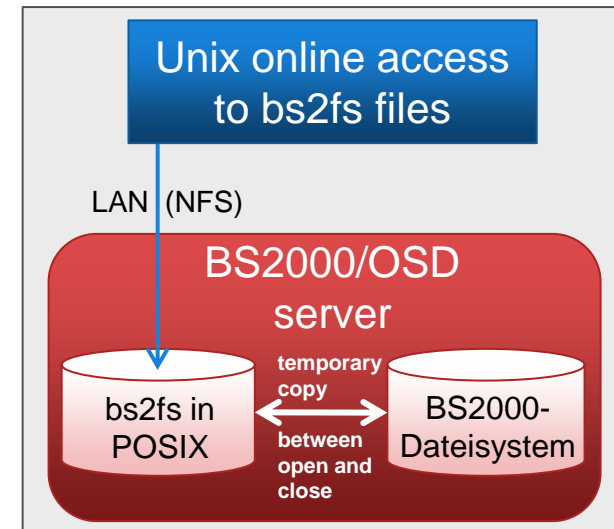 Unix online access
to bs2fs files
LAN (NFS)
BS2000/OSD
server
temporary
copy
bs2fs in
POSIX
between
open and
close
BS2000-
Dateisystem